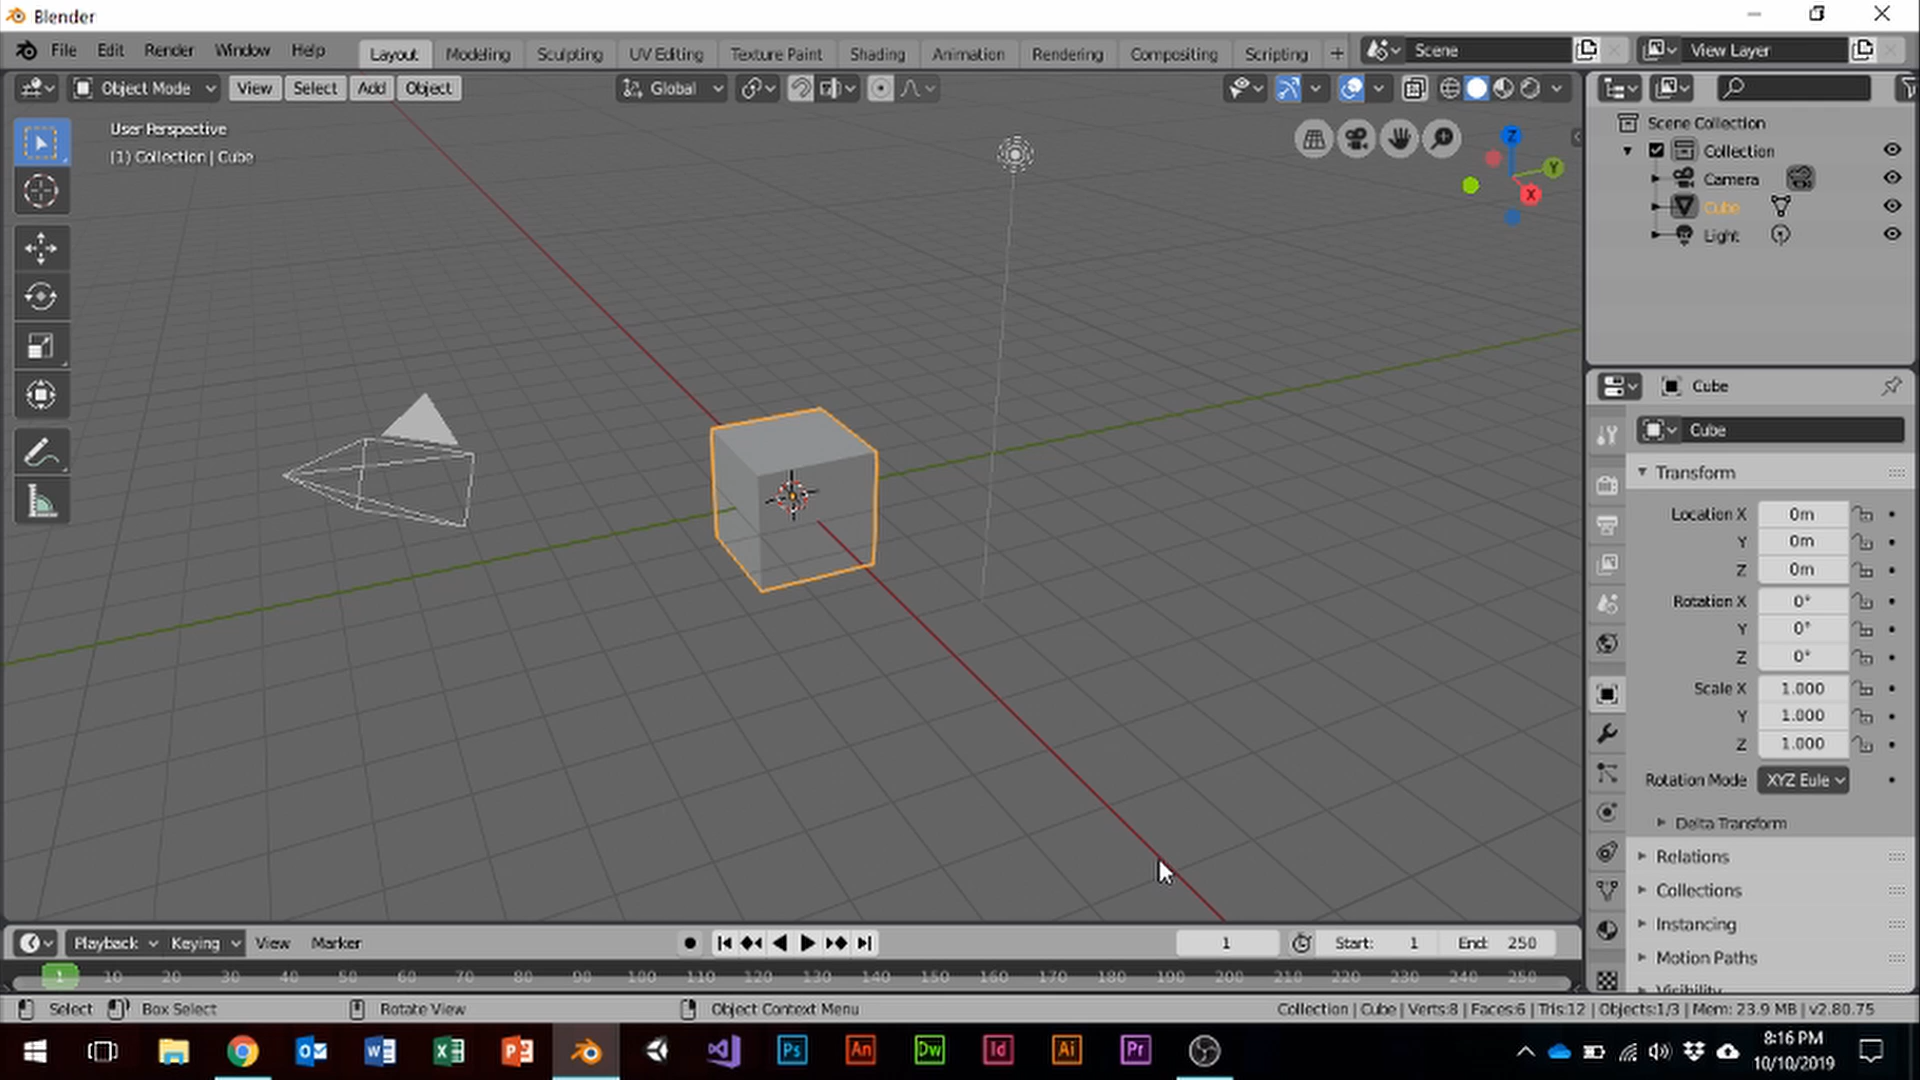 Blender
File Edit Render Window Help Layout Modeling Sculpting UV Editing Texture Paint Shading Animation Rendering Compositing Scripting + Scene View Layer
Object Mode View Select Add Object Global
User Perspective
(1) Collection | Cube
Z
Y
X
Scene Collection
Collection
Camera
Cube
Light
Cube
Cube
Transform
Location X 0m
Y 0m
Z 0m
Rotation X 0°
Y 0°
Z 0°
Scale X 1.000
Y 1.000
Z 1.000
Rotation Mode XYZ Eule
Delta Transform
Relations
Collections
Instancing
Motion Paths
Visibility
Playback Keying View Marker 1 Start: 1 End: 250
1 10 20 30 40 50 60 70 80 90 100 110 120 130 140 150 160 170 180 190 200 210 220 230 240 250
Select Box Select Rotate View Object Context Menu Collection | Cube | Verts:8 | Faces:6 | Tris:12 | Objects:1/3 | Mem: 23.9 MB | v2.80.75
Ps An Dw Id Ai Pr
8:16 PM
10/10/2019